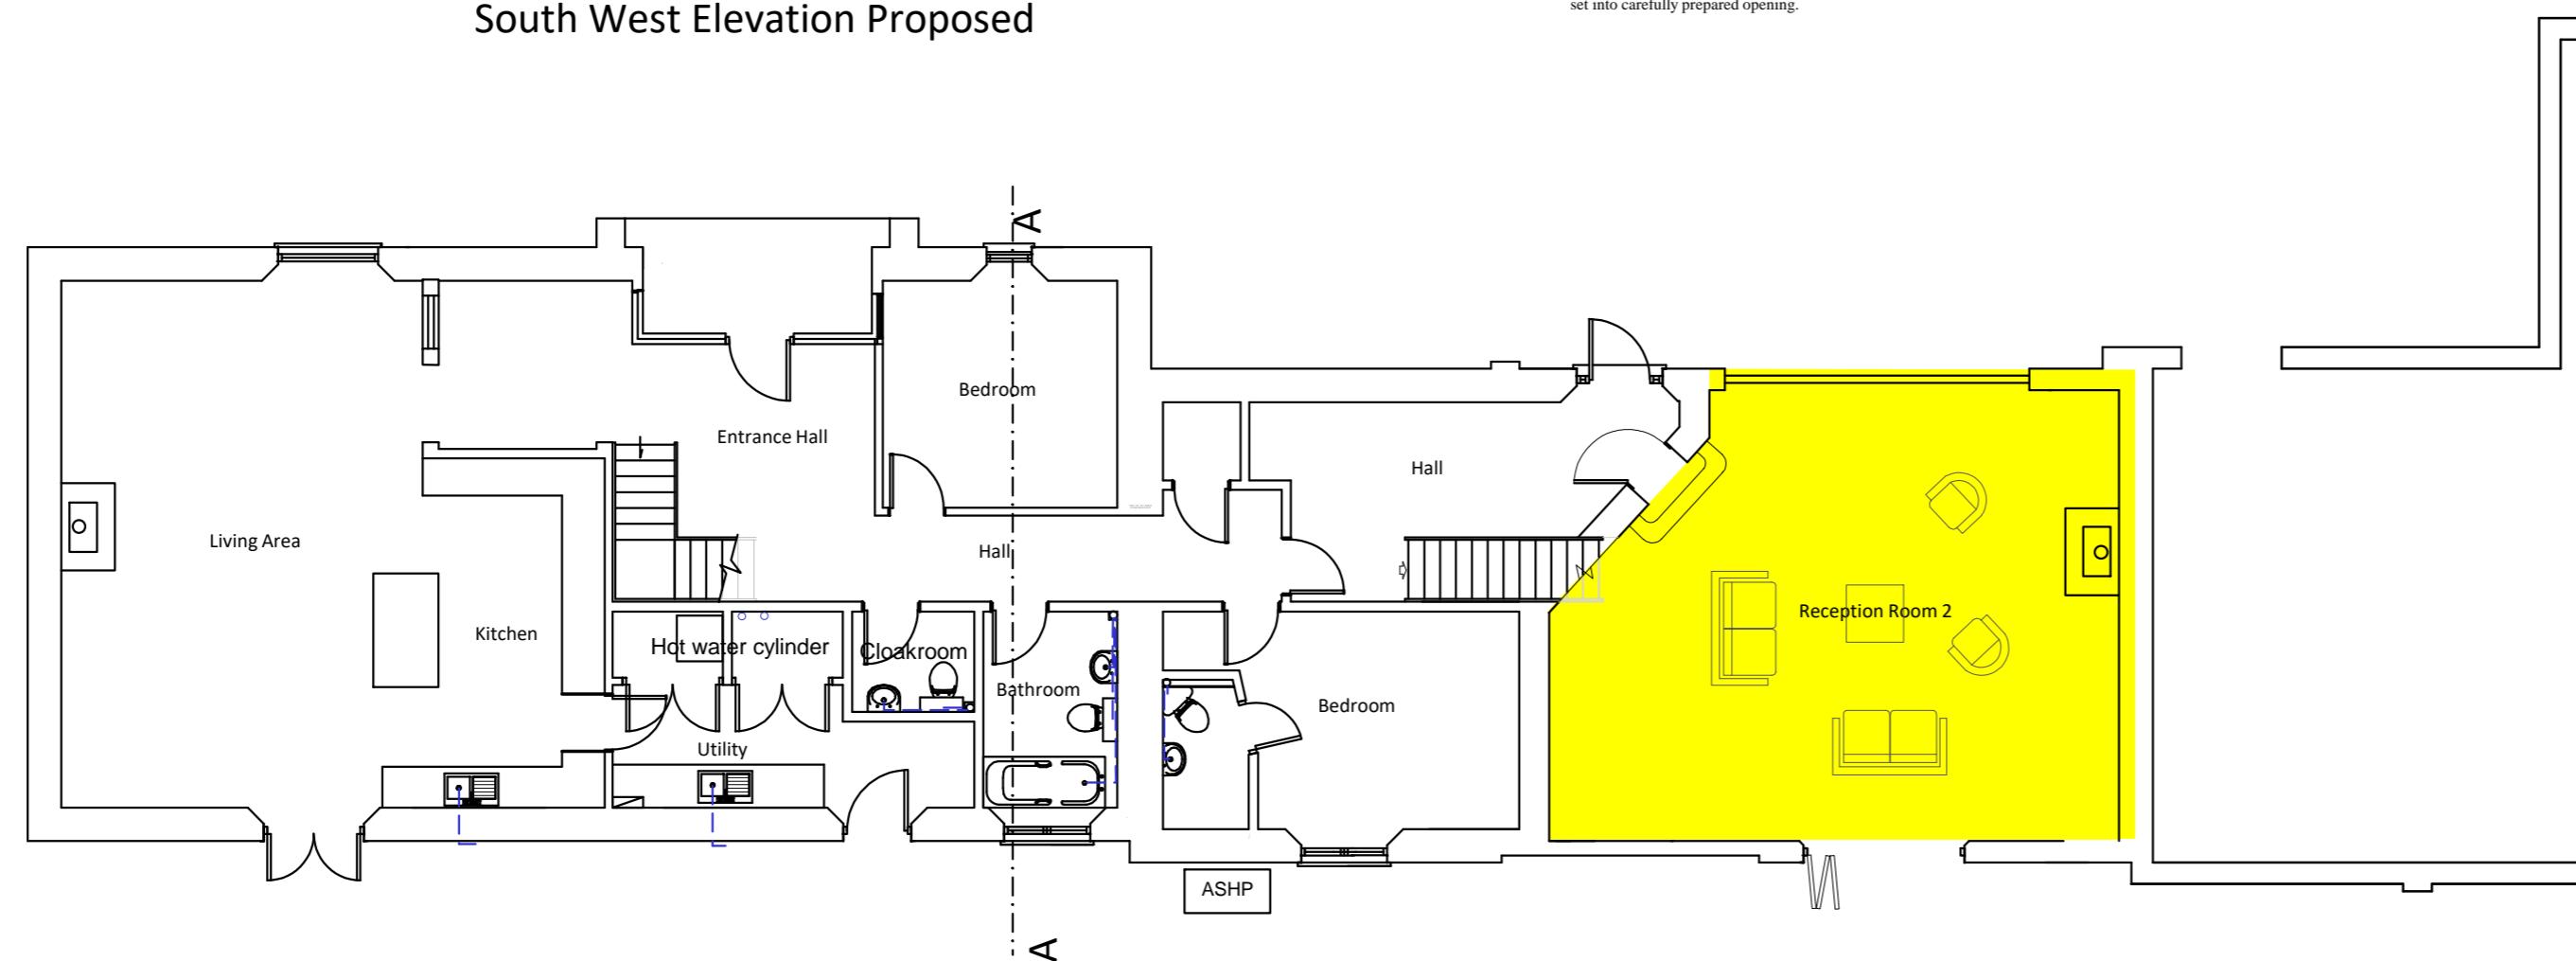 South West Elevation Proposed
set into carefully prepared opening.
A
Bedroom
Entrance Hall
Hall
Living Area
Hall
Reception Room 2
Kitchen
Hot water cylinder
Cloakroom
Bathroom
Bedroom
Utility
ASHP
A